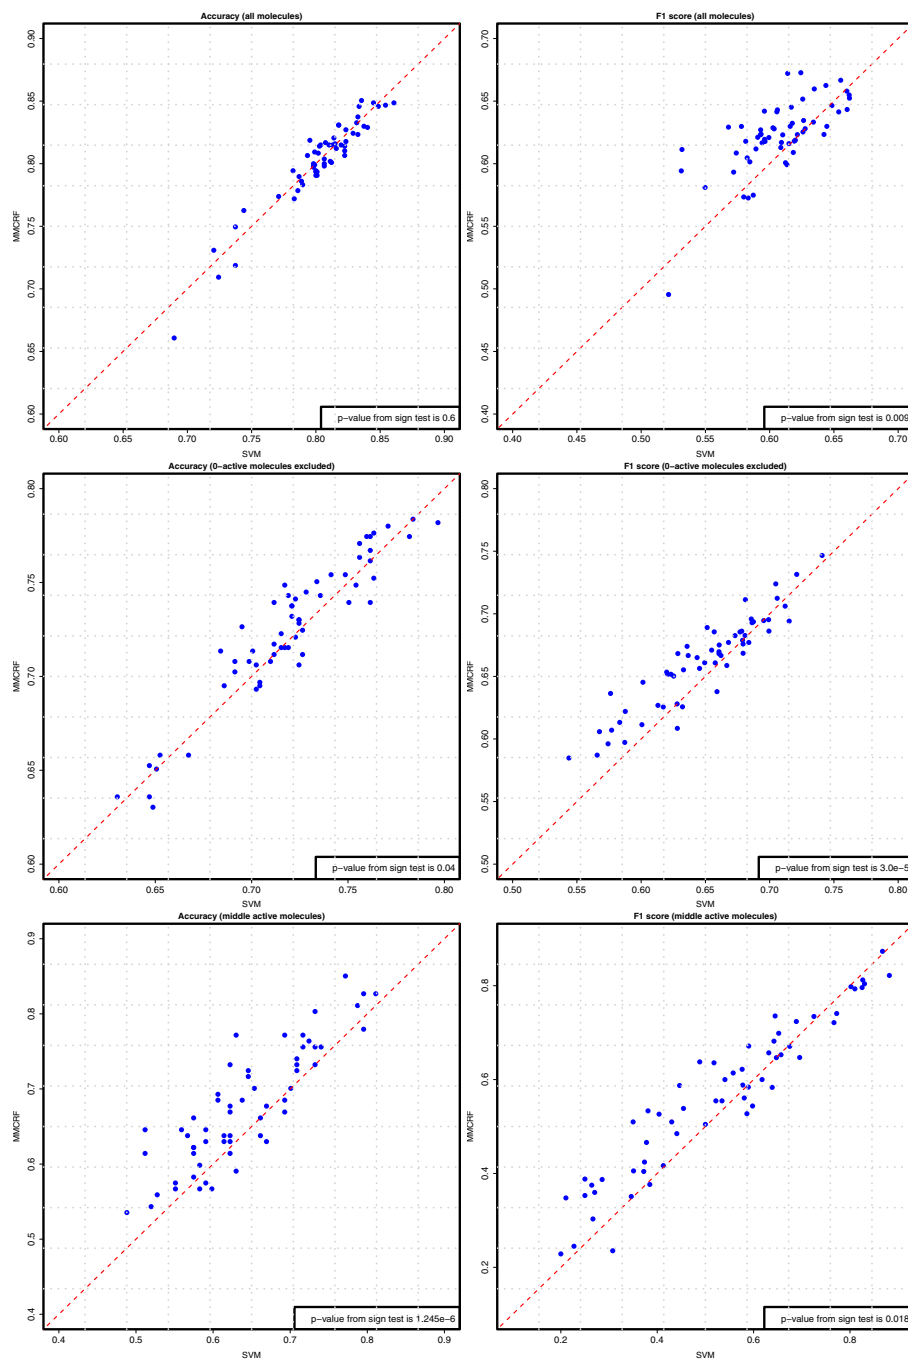 Accuracy (all molecules)
MMCRF
0.60 0.65 0.70 0.75 0.80 0.85 0.90
p−value from sign test is 0.6
0.60 0.65 0.70 0.75 0.80 0.85 0.90
SVM
F1 score (all molecules)
MMCRF
0.40 0.45 0.50 0.55 0.60 0.65 0.70
p−value from sign test is 0.009
0.40 0.45 0.50 0.55 0.60 0.65 0.70
SVM
Accuracy (0−active molecules excluded)
MMCRF
0.60 0.65 0.70 0.75 0.80
p−value from sign test is 0.04
0.60 0.65 0.70 0.75 0.80
SVM
F1 score (0−active molecules excluded)
MMCRF
0.50 0.55 0.60 0.65 0.70 0.75 0.80
p−value from sign test is 3.0e−5
0.50 0.55 0.60 0.65 0.70 0.75 0.80
SVM
Accuracy (middle active molecules)
MMCRF
0.4 0.5 0.6 0.7 0.8 0.9
p−value from sign test is 1.245e−6
0.4 0.5 0.6 0.7 0.8 0.9
SVM
F1 score (middle active molecules)
MMCRF
0.2 0.4 0.6 0.8
p−value from sign test is 0.018
0.2 0.4 0.6 0.8
SVM